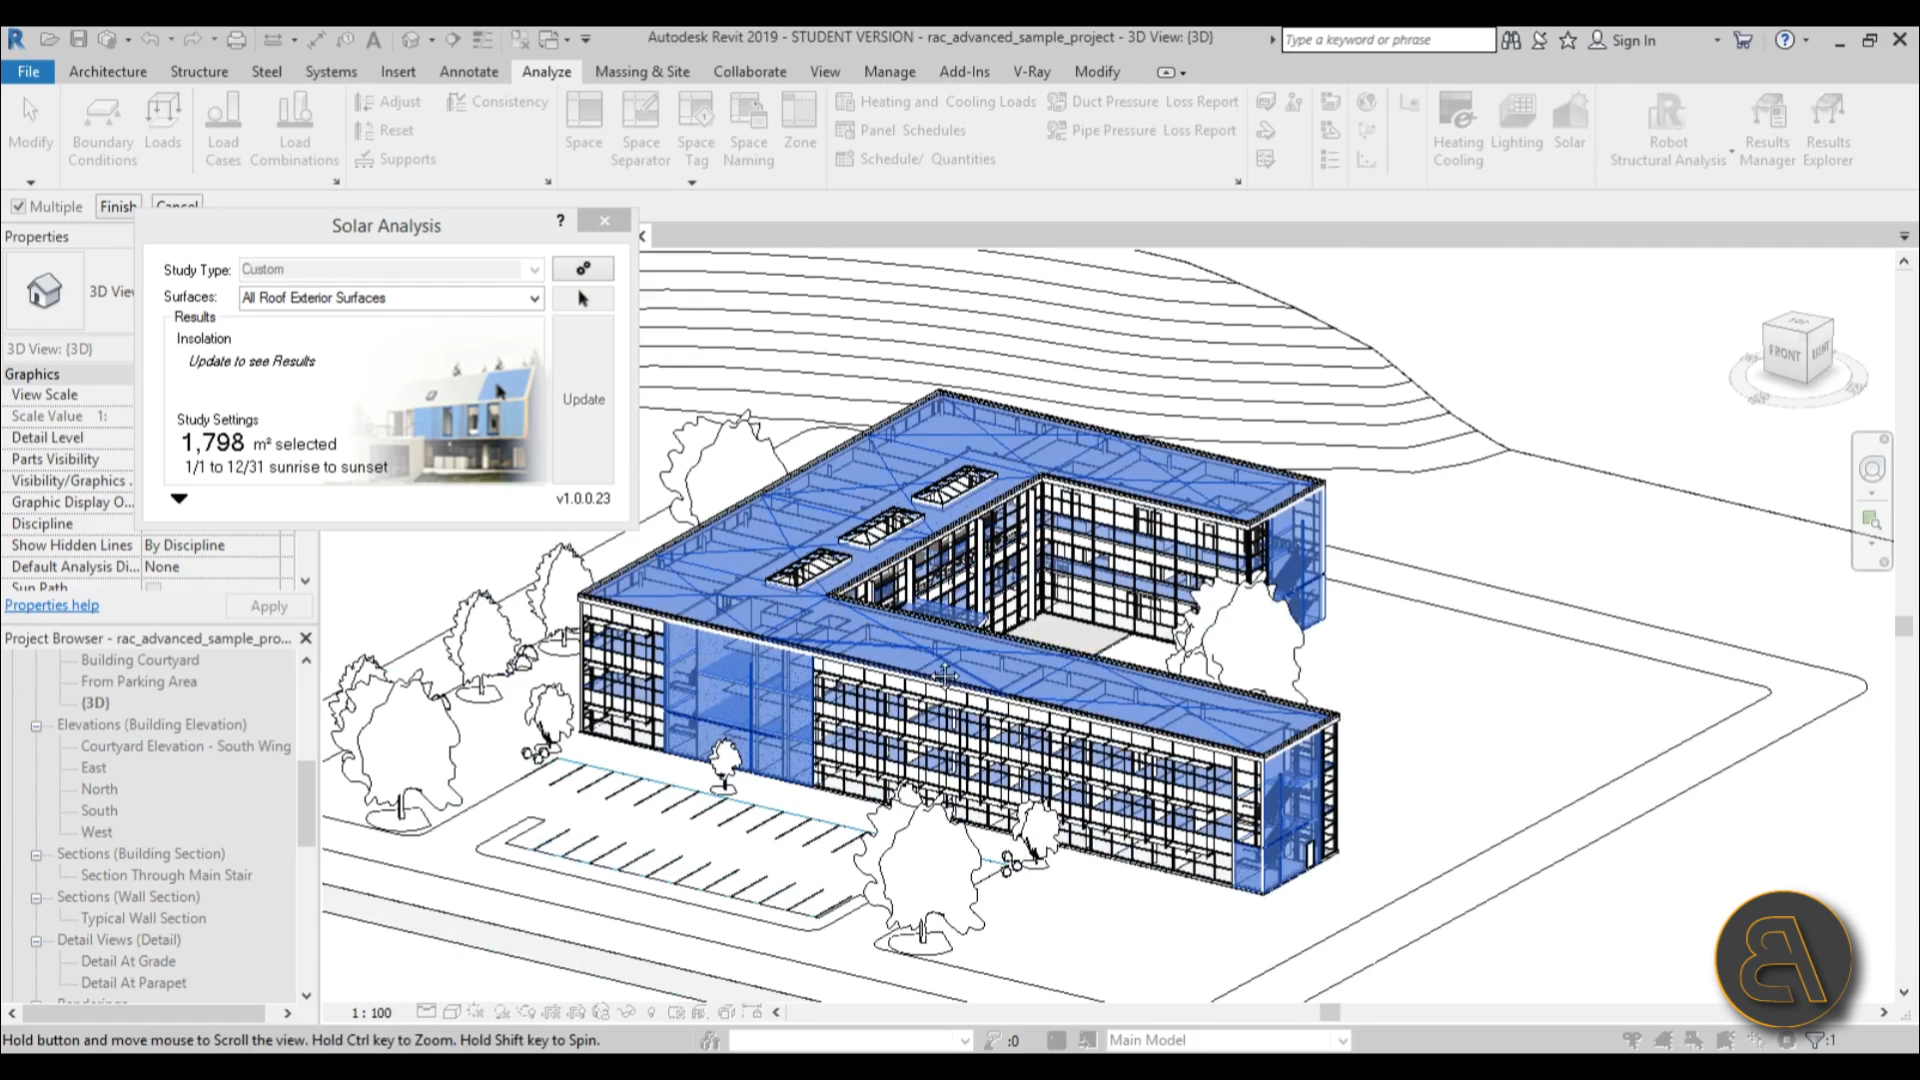 Autodesk Revit 2019 - STUDENT VERSION - rac_advanced_sample_project - 3D View: {3D}
Type a keyword or phrase
Sign In
File Architecture Structure Steel Systems Insert Annotate Analyze Massing & Site Collaborate View Manage Add-Ins V-Ray Modify
Adjust Consistency Heating and Cooling Loads Duct Pressure Loss Report
Reset Panel Schedules Pipe Pressure Loss Report
Supports Schedule/ Quantities
Modify
Boundary Conditions
Loads
Load Cases
Load Combinations
Space
Space Separator
Space Tag
Space Naming
Zone
Heating Cooling
Lighting
Solar
Robot Structural Analysis
Results Manager
Results Explorer
Multiple Finish Cancel
Properties
3D View: {3D}
Graphics
View Scale
Scale Value 1:
Detail Level
Parts Visibility
Visibility/Graphics .
Graphic Display O...
Discipline
Show Hidden Lines By Discipline
Default Analysis Di... None
Sun Path
Properties help Apply
Solar Analysis ?
Study Type: Custom
Surfaces: All Roof Exterior Surfaces
Results
Insolation
Update to see Results
Update
Study Settings
1,798 m² selected
1/1 to 12/31 sunrise to sunset
v1.0.0.23
Project Browser - rac_advanced_sample_pro...
Building Courtyard
From Parking Area
{3D}
Elevations (Building Elevation)
Courtyard Elevation - South Wing
East
North
South
West
Sections (Building Section)
Section Through Main Stair
Sections (Wall Section)
Typical Wall Section
Detail Views (Detail)
Detail At Grade
Detail At Parapet
TOP
FRONT RIGHT
1 : 100
Hold button and move mouse to Scroll the view. Hold Ctrl key to Zoom. Hold Shift key to Spin.
:0
Main Model
:1